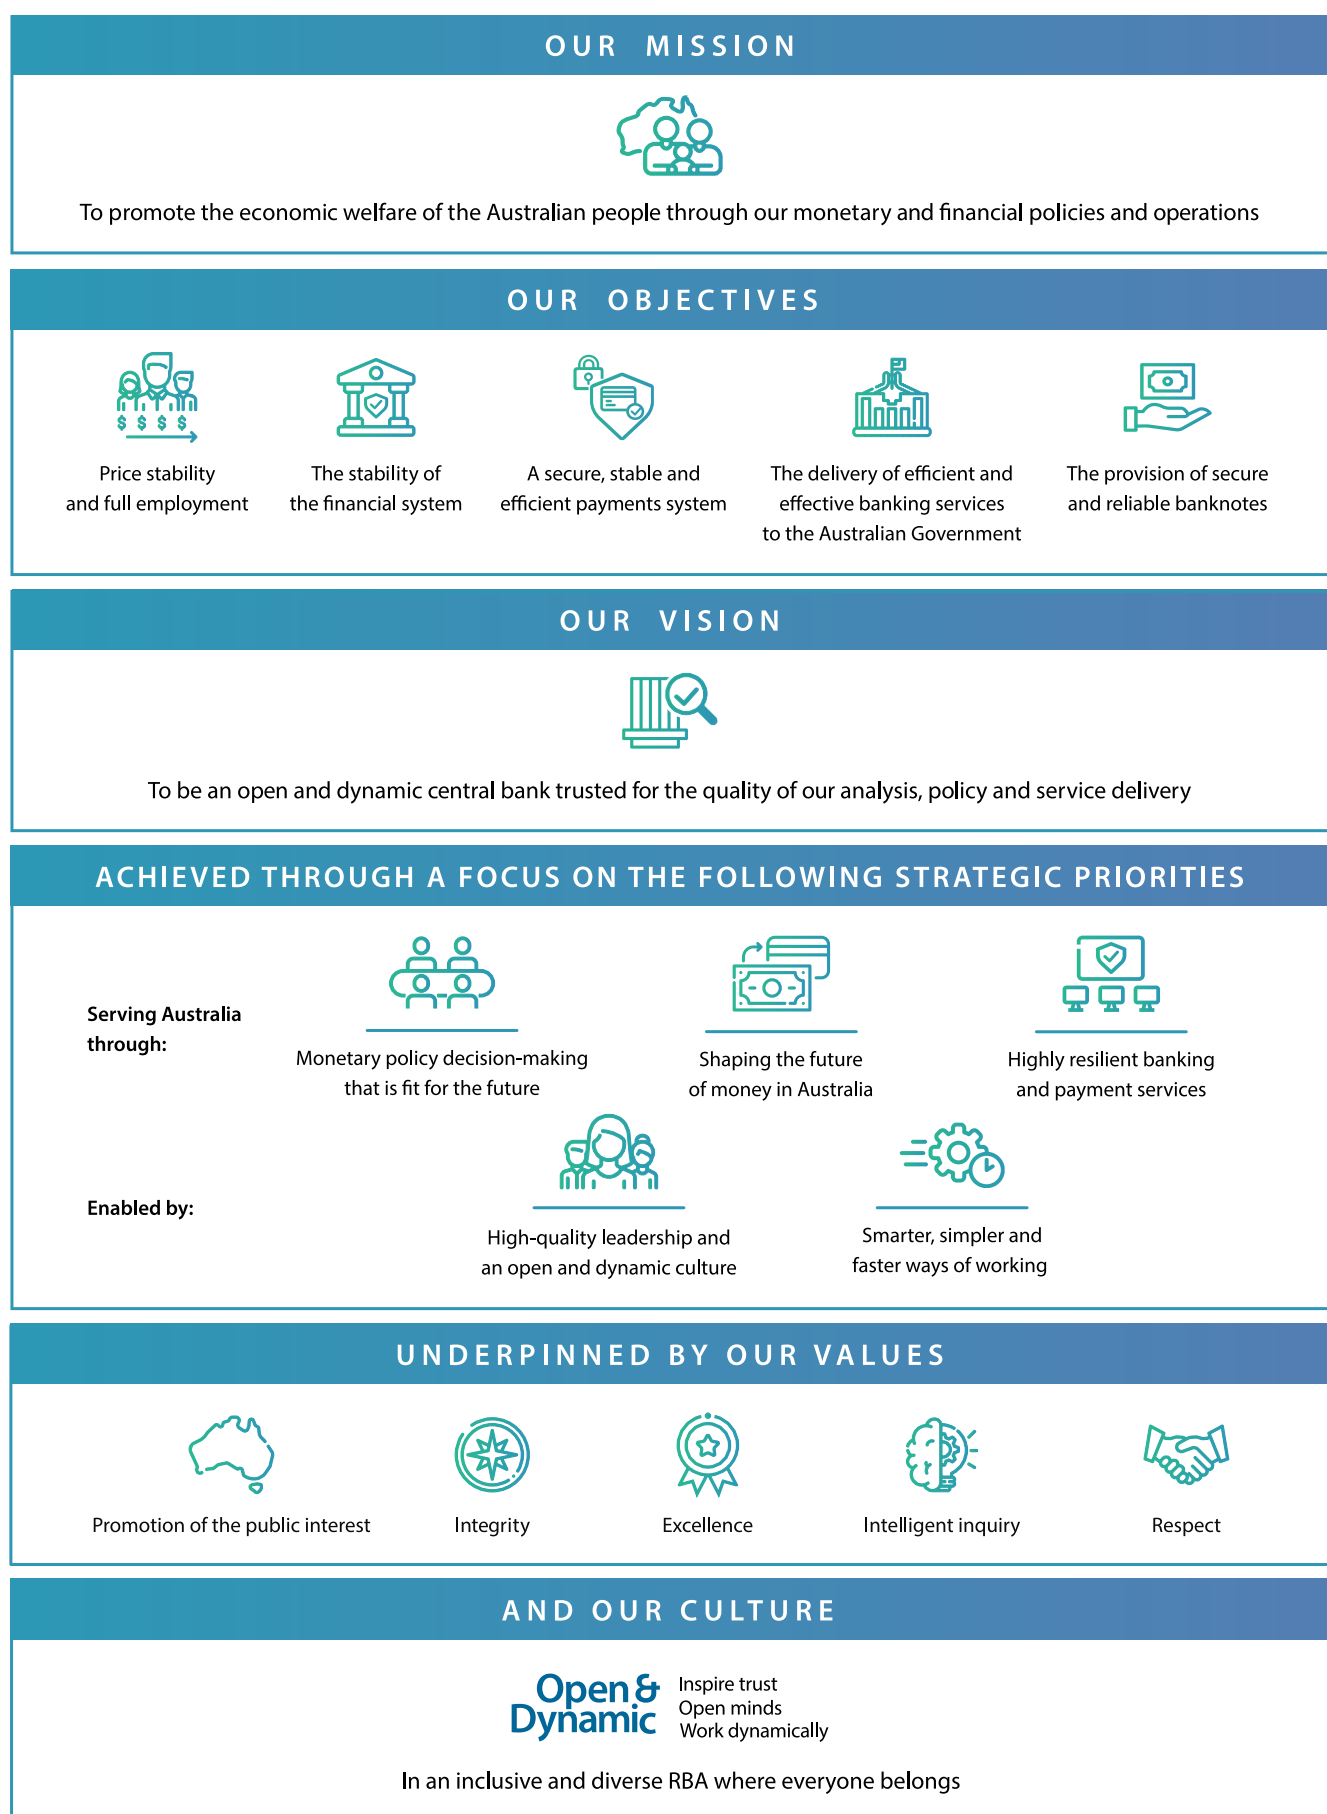 OUR MISSION
To promote the economic welfare of the Australian people through our monetary and financial policies and operations
OUR OBJECTIVES
$ $ $ $
Price stability
and full employment
The stability of
the financial system
A secure, stable and
efficient payments system
The delivery of efficient and
effective banking services
to the Australian Government
The provision of secure
and reliable banknotes
OUR VISION
To be an open and dynamic central bank trusted for the quality of our analysis, policy and service delivery
ACHIEVED THROUGH A FOCUS ON THE FOLLOWING STRATEGIC PRIORITIES
Serving Australia
through:
Monetary policy decision-making
that is fit for the future
Shaping the future
of money in Australia
Highly resilient banking
and payment services
Enabled by:
High-quality leadership and
an open and dynamic culture
Smarter, simpler and
faster ways of working
UNDERPINNED BY OUR VALUES
Promotion of the public interest
Integrity
Excellence
Intelligent inquiry
Respect
AND OUR CULTURE
Open &
Dynamic
Inspire trust
Open minds
Work dynamically
In an inclusive and diverse RBA where everyone belongs